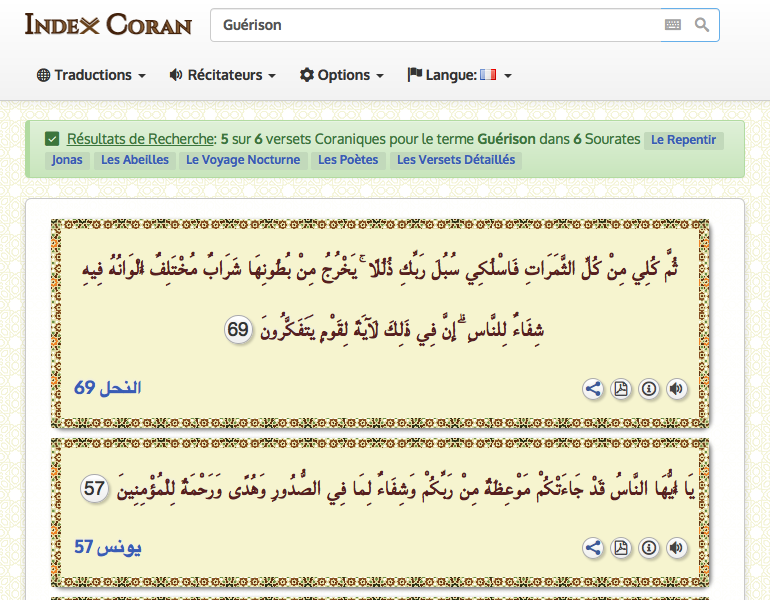 INDEX CORAN
Guérison
Traductions Récitateurs Options Langue:
Résultats de Recherche: 5 sur 6 versets Coraniques pour le terme Guérison dans 6 Sourates Le Repentir
Jonas Les Abeilles Le Voyage Nocturne Les Poètes Les Versets Détaillés
ثُمَّ كُلِي مِنْ كُلِّ الثَّمَرَاتِ فَاسْلُكِي سُبُلَ رَبِّكِ ذُلُلًا ۚ يَخْرُجُ مِنْ بُطُونِهَا شَرَابٌ مُخْتَلِفٌ أَلْوَانُهُ فِيهِ
شِفَاءٌ لِلنَّاسِ ۗ إِنَّ فِي ذَلِكَ لَآيَةً لِقَوْمٍ يَتَفَكَّرُونَ 69
النحل 69
يَا أَيُّهَا النَّاسُ قَدْ جَاءَتْكُمْ مَوْعِظَةٌ مِنْ رَبِّكُمْ وَشِفَاءٌ لِمَا فِي الصُّدُورِ وَهُدًى وَرَحْمَةٌ لِلْمُؤْمِنِينَ 57
يونس 57